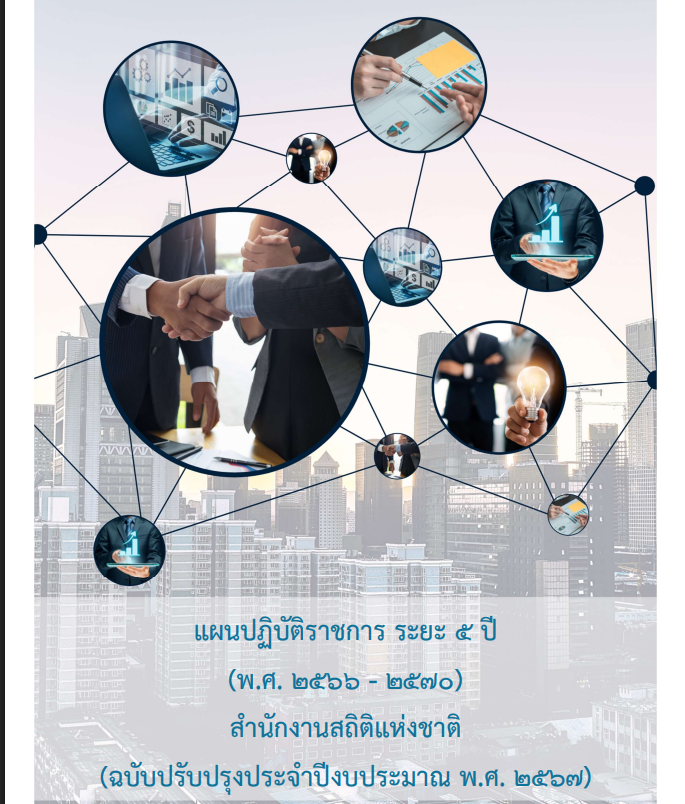 แผนปฏิบัติราชการ ระยะ ๕ ปี
(พ.ศ. ๒๕๖๖ - ๒๕๗๐)
สำนักงานสถิติแห่งชาติ
(ฉบับปรับปรุงประจำปีงบประมาณ พ.ศ. ๒๕๖๗)